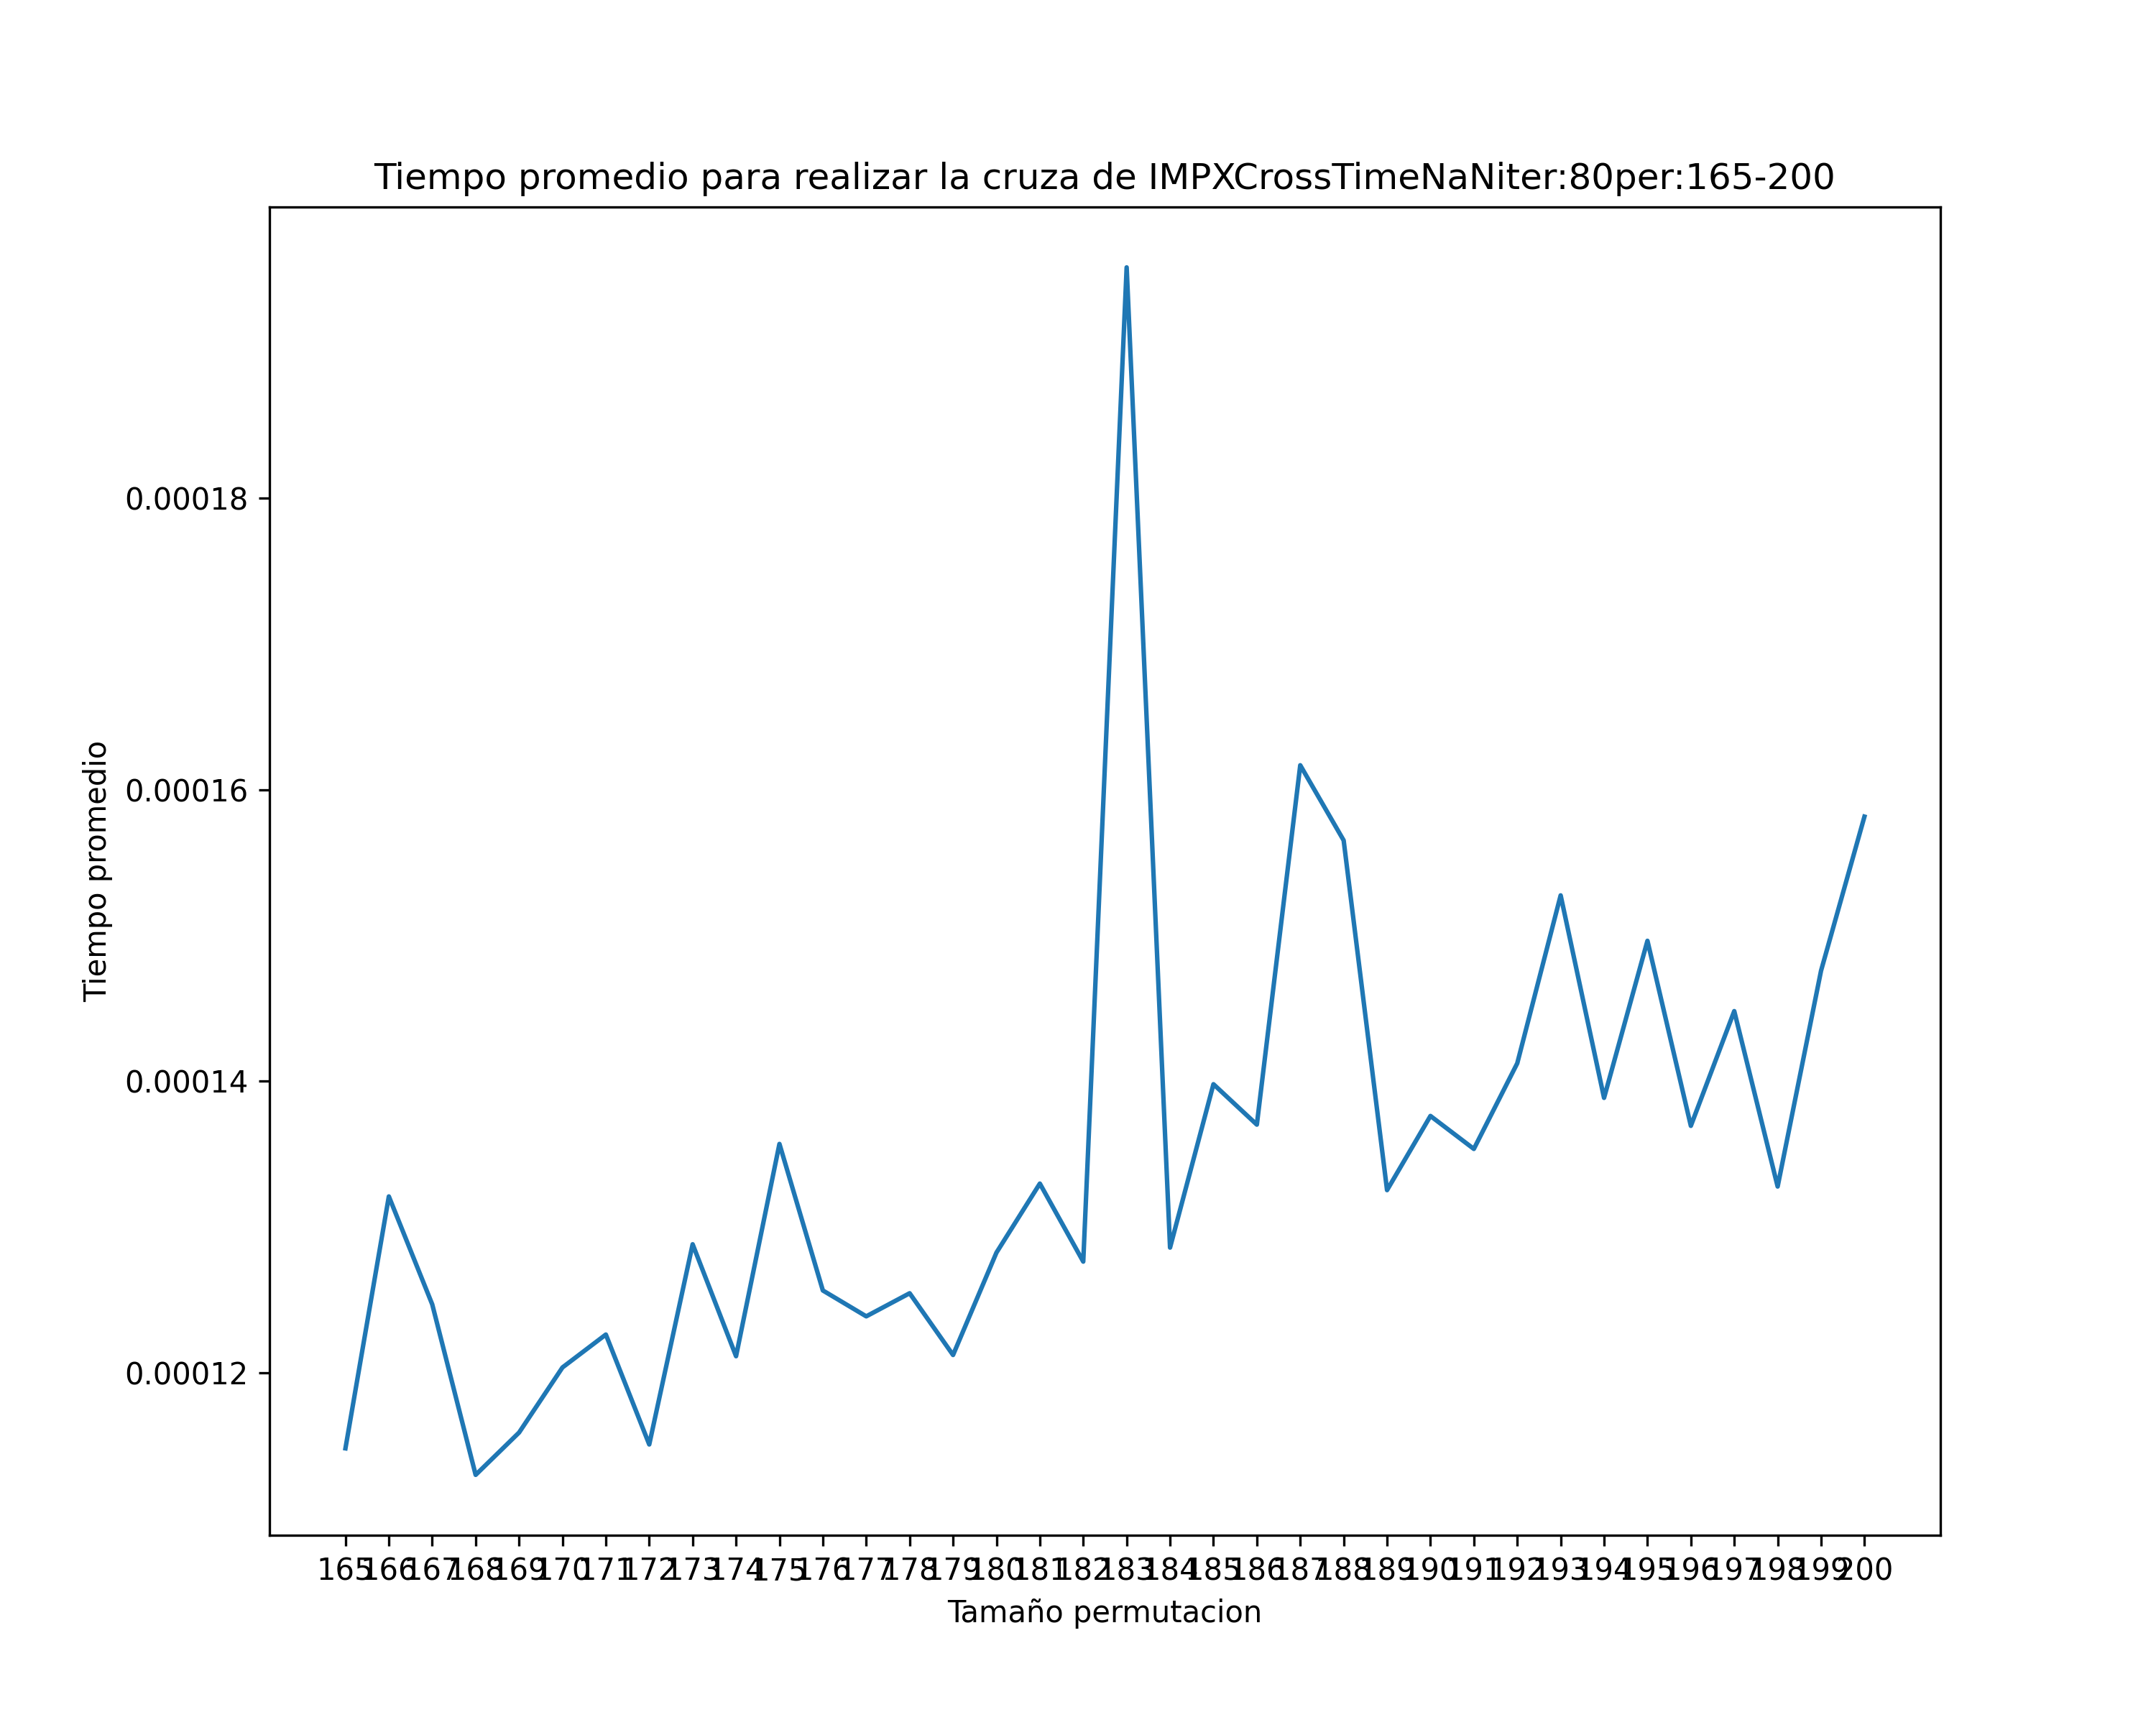 Tiempo promedio para realizar la cruza de IMPXCrossTimeNaNiter:80per:165-200
Tiempo promedio
0.00018
0.00016
0.00014
0.00012
165 166 167 168 169 170 171 172 173 174 175 176 177 178 179 180 181 182 183 184 185 186 187 188 189 190 191 192 193 194 195 196 197 198 199 200
Tamaño permutacion